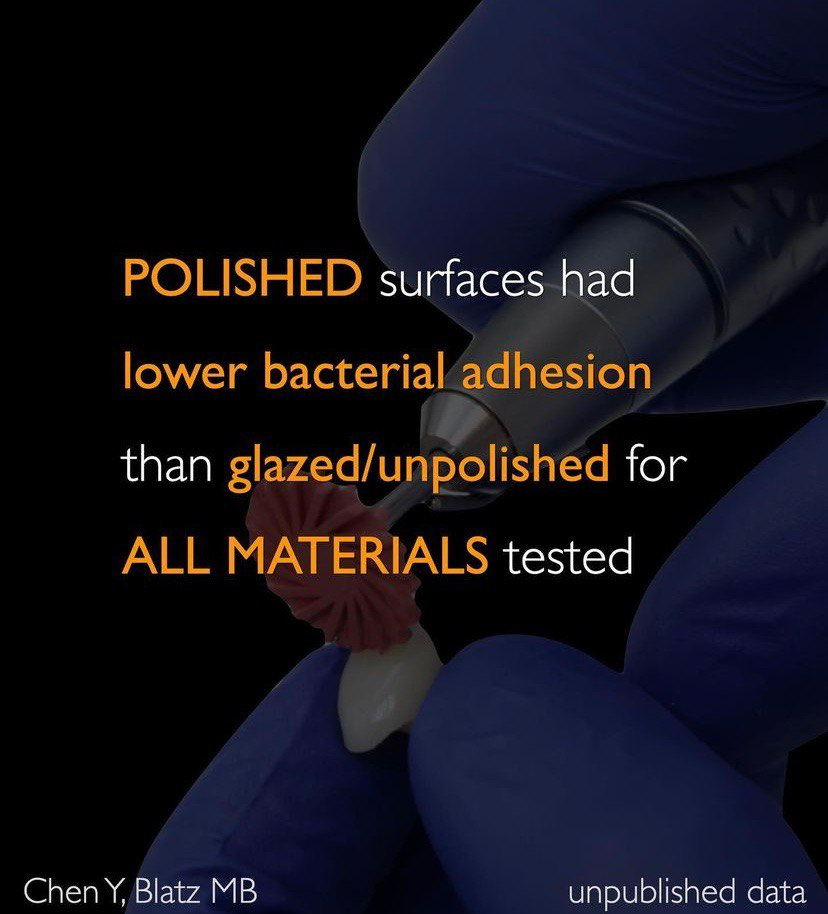 POLISHED surfaces had
lower bacterial adhesion
than glazed/unpolished for
ALL MATERIALS tested
Chen Y, Blatz MB
unpublished data